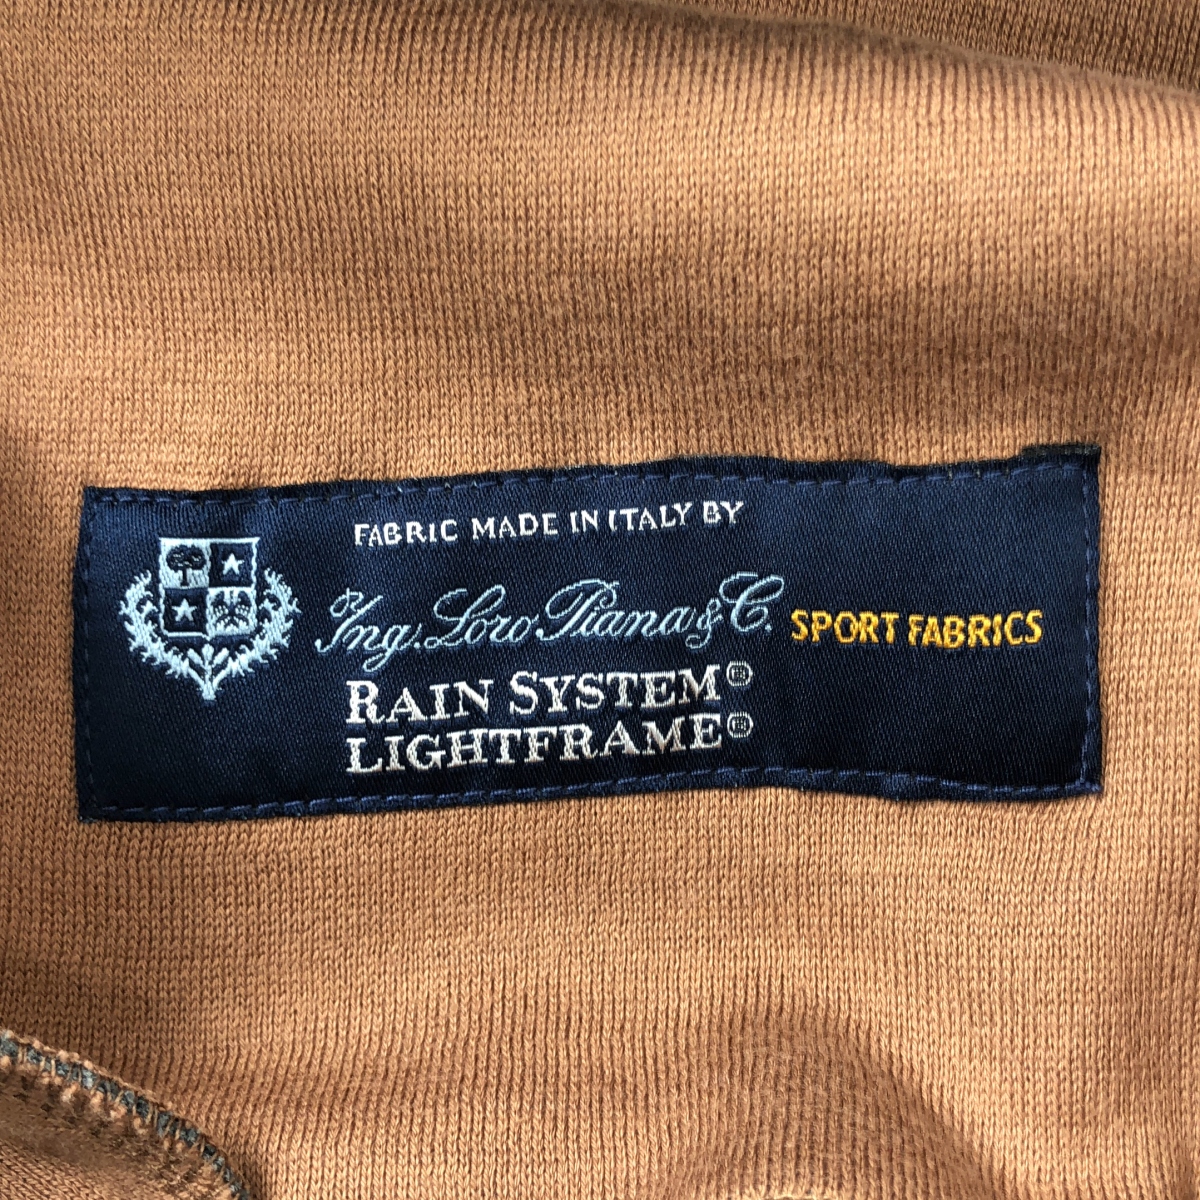 FABRIC MADE IN ITALY BY
Ing. Loro Piana & C. SPORT FABRICS
RAIN SYSTEM®
LIGHTFRAME®